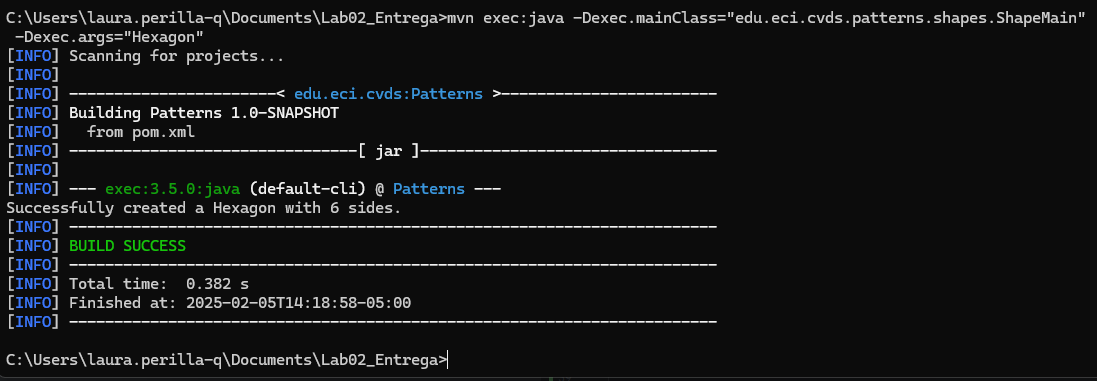 C:\Users\laura.perilla-q\Documents\Lab02_Entrega>mvn exec:java -Dexec.mainClass="edu.eci.cvds.patterns.shapes.ShapeMain"
 -Dexec.args="Hexagon"
[INFO] Scanning for projects...
[INFO]
[INFO] -----------------------< edu.eci.cvds:Patterns >------------------------
[INFO] Building Patterns 1.0-SNAPSHOT
[INFO]   from pom.xml
[INFO] --------------------------------[ jar ]---------------------------------
[INFO]
[INFO] --- exec:3.5.0:java (default-cli) @ Patterns ---
Successfully created a Hexagon with 6 sides.
[INFO] ------------------------------------------------------------------------
[INFO] BUILD SUCCESS
[INFO] ------------------------------------------------------------------------
[INFO] Total time:  0.382 s
[INFO] Finished at: 2025-02-05T14:18:58-05:00
[INFO] ------------------------------------------------------------------------
C:\Users\laura.perilla-q\Documents\Lab02_Entrega>